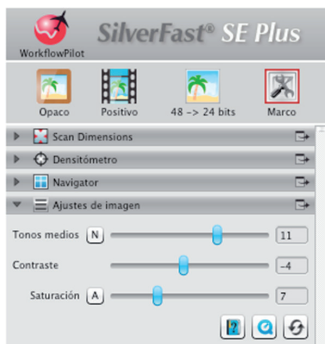 SilverFast® SE Plus
WorkflowPilot
Opaco Positivo 48 -> 24 bits Marco
Scan Dimensions
Densitómetro
Navigator
Ajustes de imagen
Tonos medios N 11
Contraste -4
Saturación A 7